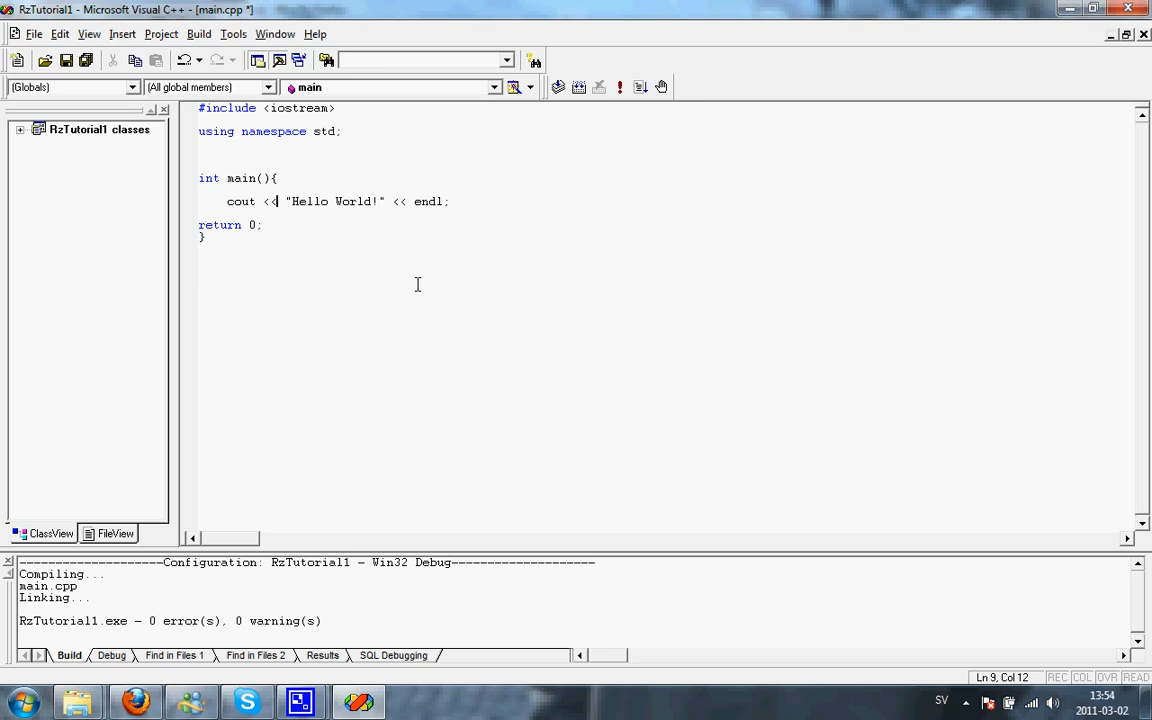 RzTutorial1 - Microsoft Visual C++ - [main.cpp *]
File Edit View Insert Project Build Tools Window Help
(Globals) (All global members) main
RzTutorial1 classes
#include <iostream>
using namespace std;
int main(){
cout << "Hello World!" << endl;
return 0;
}
ClassView FileView
--------------------Configuration: RzTutorial1 - Win32 Debug--------------------
Compiling...
main.cpp
Linking...
RzTutorial1.exe - 0 error(s), 0 warning(s)
Build Debug Find in Files 1 Find in Files 2 Results SQL Debugging
Ln 9, Col 12 REC COL OVR READ
SV 13:54
2011-03-02